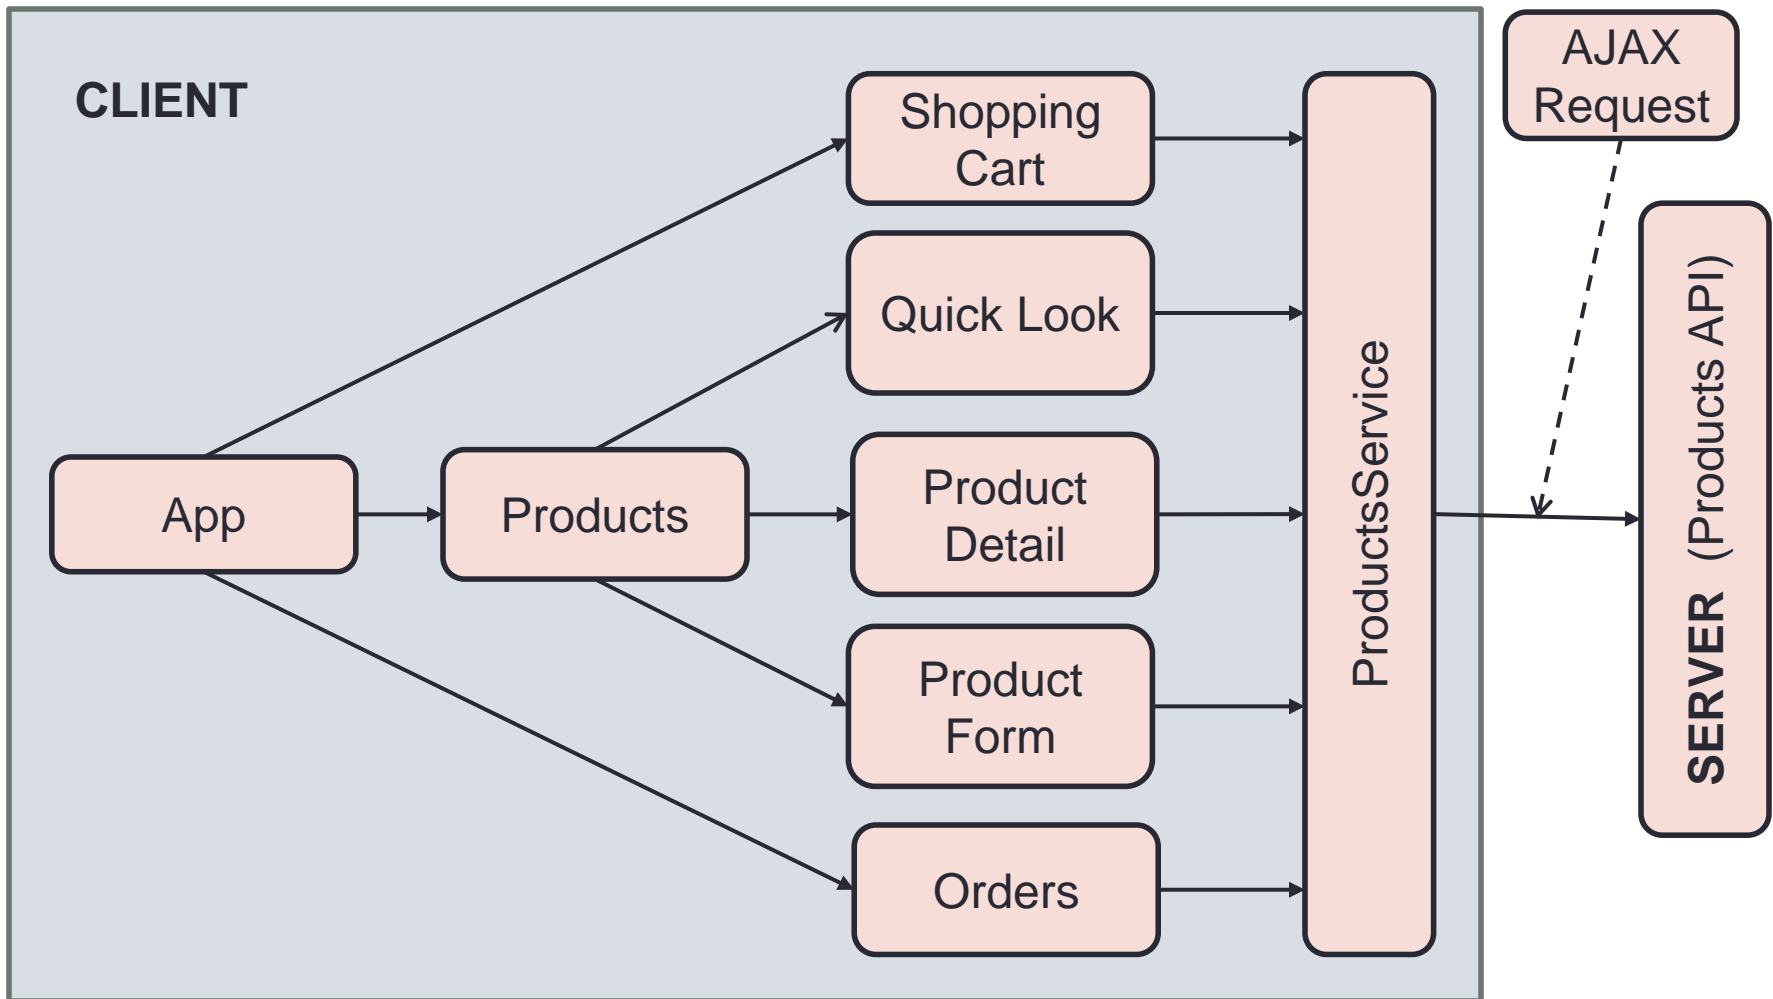 CLIENT
AJAX
Request
Shopping
Cart
Quick Look
App
Products
Product
Detail
Product
Form
Orders
ProductsService
SERVER (Products API)